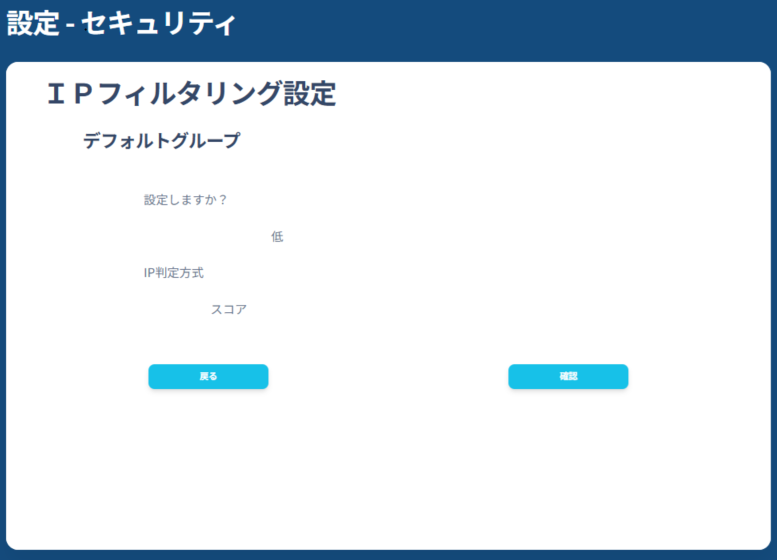 設定 - セキュリティ
ＩＰフィルタリング設定
デフォルトグループ
設定しますか？
低
IP判定方式
スコア
戻る
確認